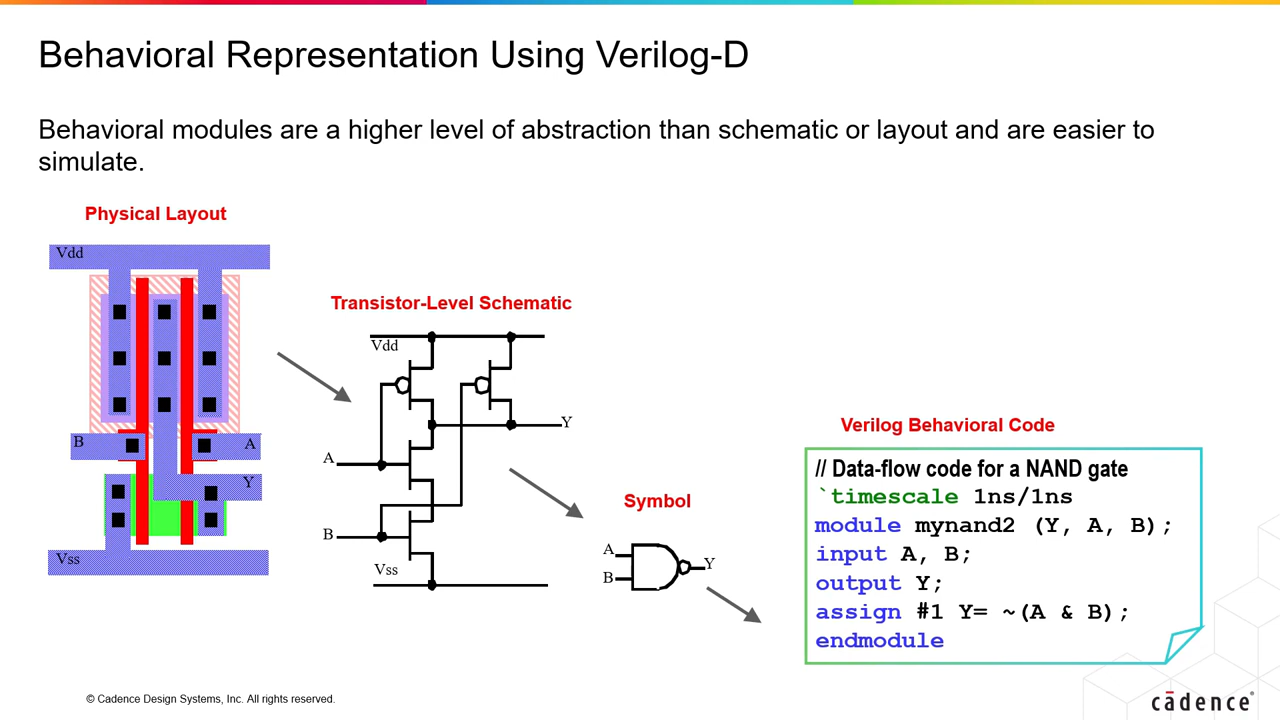 Behavioral Representation Using Verilog-D
Behavioral modules are a higher level of abstraction than schematic or layout and are easier to
simulate.
Physical Layout
Vdd
B
A
Y
Vss
Transistor-Level Schematic
Vdd
Y
A
B
Vss
Symbol
A
B
Y
Verilog Behavioral Code
// Data-flow code for a NAND gate
`timescale 1ns/1ns
module mynand2 (Y, A, B);
input A, B;
output Y;
assign #1 Y= ~(A & B);
endmodule
© Cadence Design Systems, Inc. All rights reserved.
cādence®